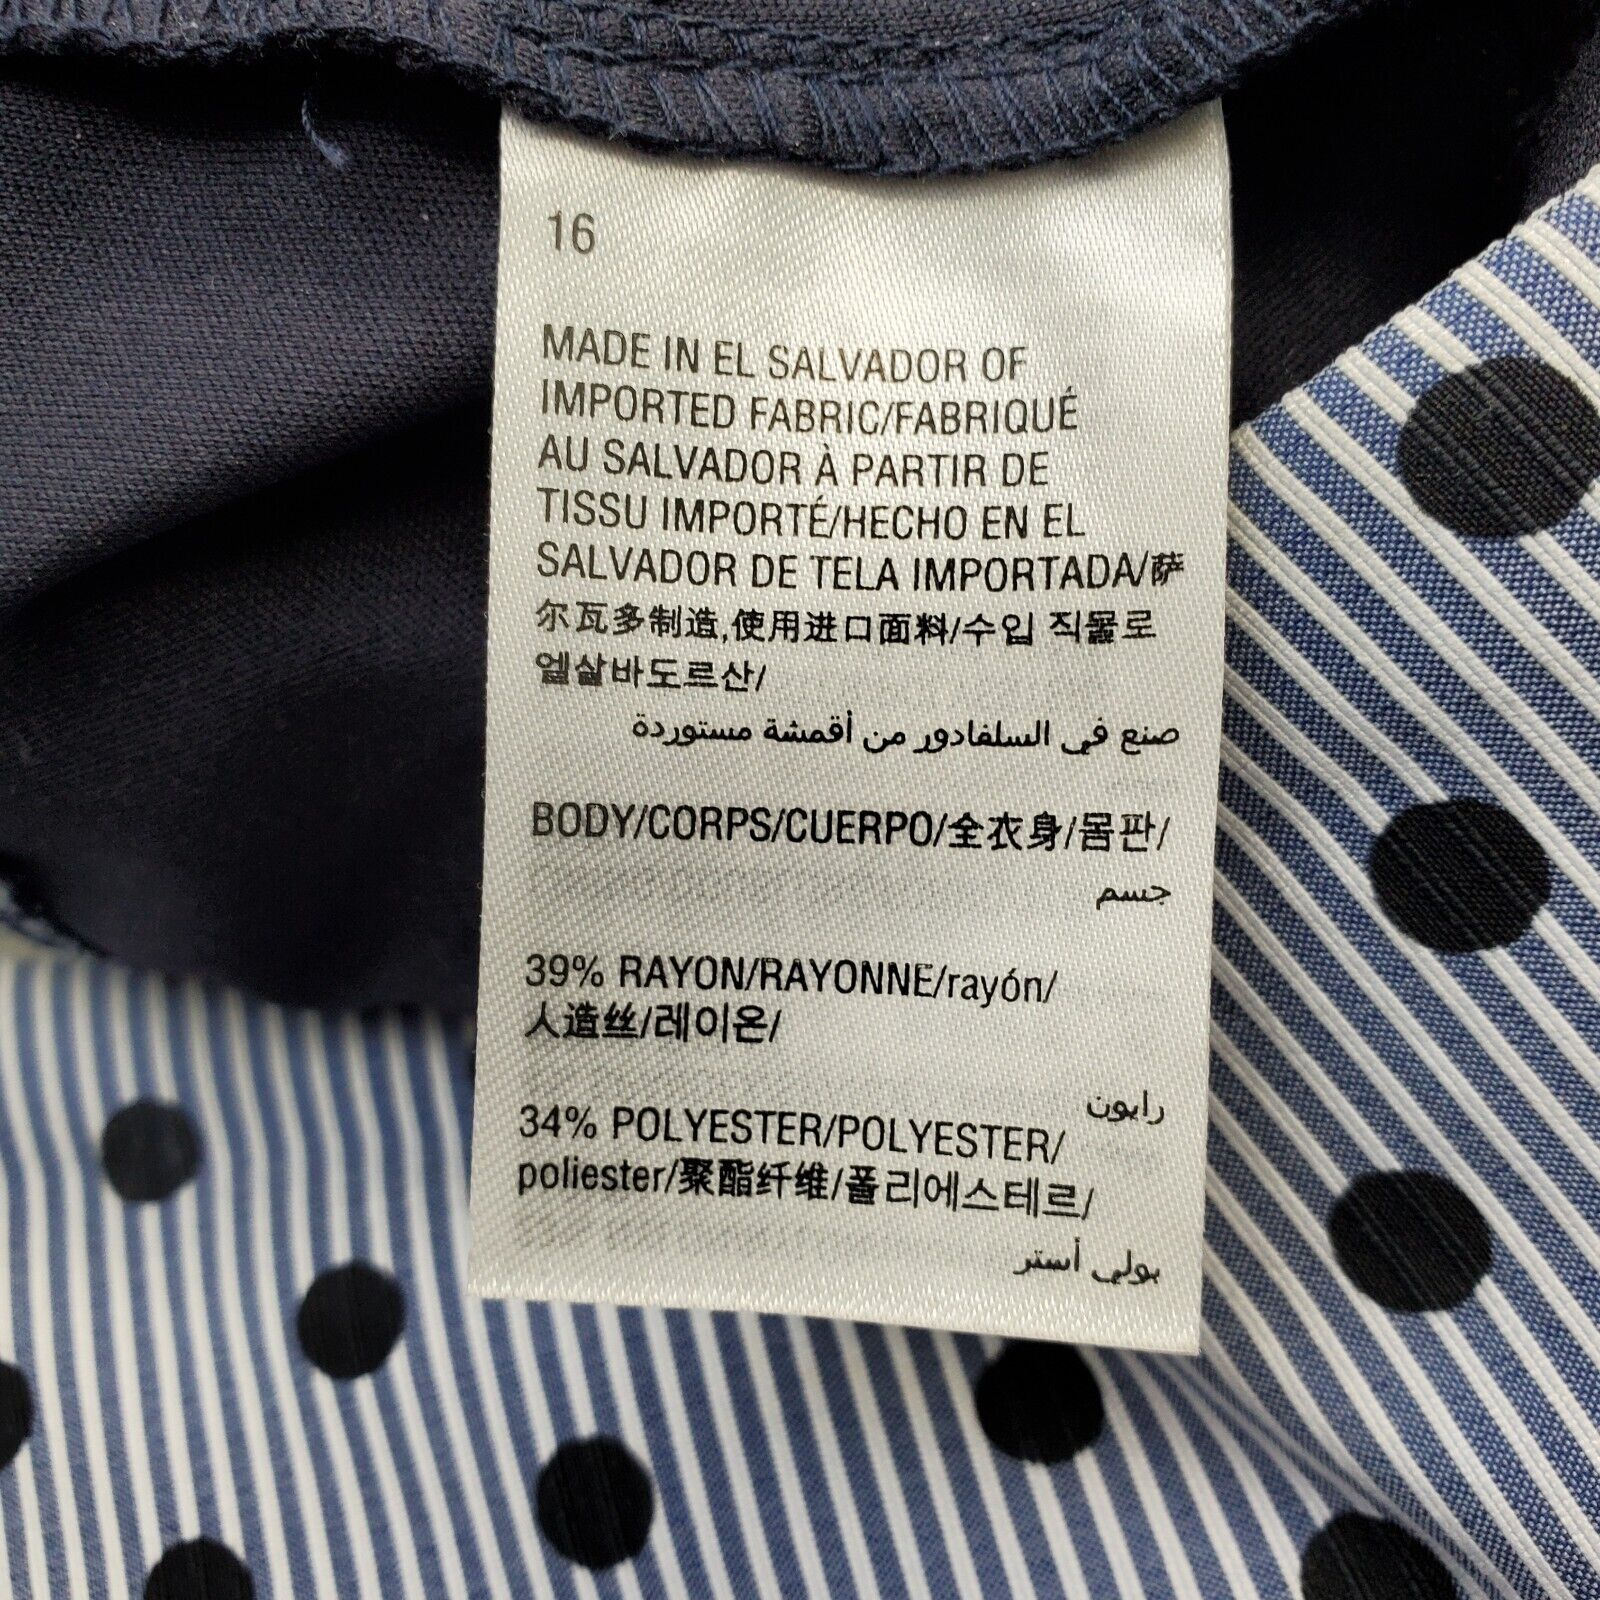 16
MADE IN EL SALVADOR OF
IMPORTED FABRIC/FABRIQUÉ
AU SALVADOR À PARTIR DE
TISSU IMPORTÉ/HECHO EN EL
SALVADOR DE TELA IMPORTADA/萨
尔瓦多制造,使用进口面料/수입 직물로
엘살바도르산/
صنع في السلفادور من أقمشة مستوردة
BODY/CORPS/CUERPO/全衣身/몸판/
جسم
39% RAYON/RAYONNE/rayón/
人造丝/레이온/
رايون
34% POLYESTER/POLYESTER/
poliester/聚酯纤维/폴리에스테르/
بولي أستر